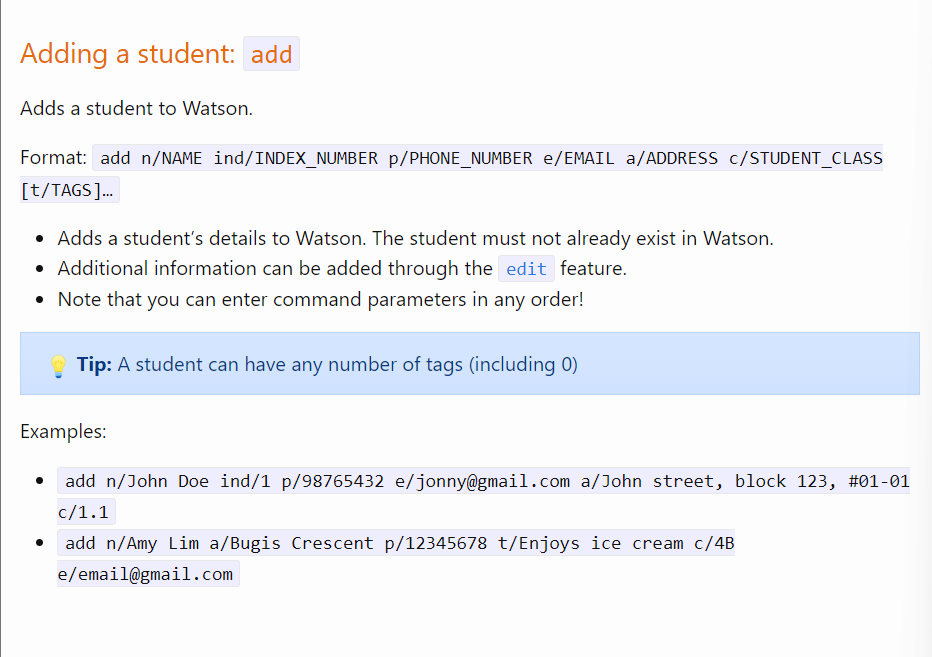 Adding a student: add
Adds a student to Watson.
Format: add n/NAME ind/INDEX_NUMBER p/PHONE_NUMBER e/EMAIL a/ADDRESS c/STUDENT_CLASS
[t/TAGS]…
• Adds a student’s details to Watson. The student must not already exist in Watson.
• Additional information can be added through the edit feature.
• Note that you can enter command parameters in any order!
💡 Tip: A student can have any number of tags (including 0)
Examples:
• add n/John Doe ind/1 p/98765432 e/jonny@gmail.com a/John street, block 123, #01-01
c/1.1
• add n/Amy Lim a/Bugis Crescent p/12345678 t/Enjoys ice cream c/4B
e/email@gmail.com